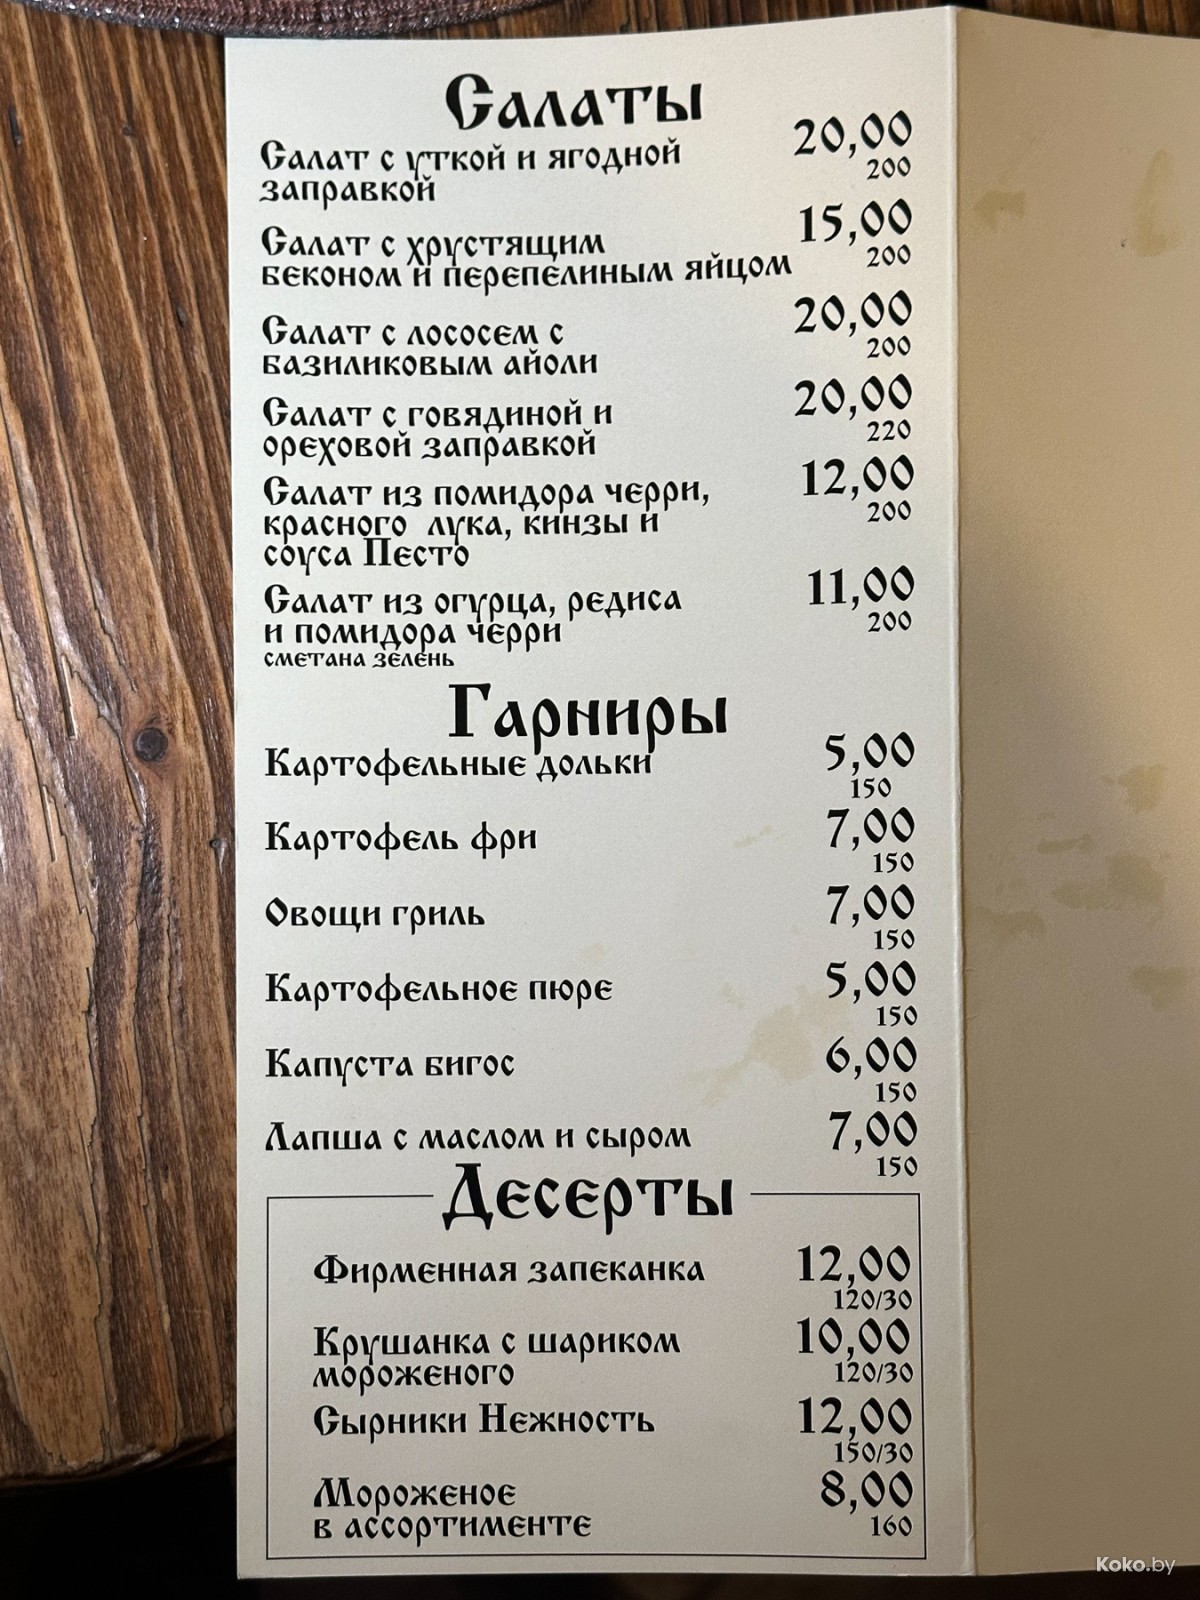 Салаты
Салат с уткой и ягодной 20,00
заправкой 200
Салат с хрустящим 15,00
беконом и перепелиным яйцом 200
Салат с лососем с 20,00
базиликовым айоли 200
Салат с говядиной и 20,00
ореховой заправкой 220
Салат из помидора черри, 12,00
красного лука, кинзы и 200
соуса Песто
Салат из огурца, редиса 11,00
и помидора черри 200
сметана зелень
Гарниры
Картофельные дольки 5,00
150
Картофель фри 7,00
150
Овощи гриль 7,00
150
Картофельное пюре 5,00
150
Капуста бигос 6,00
150
Лапша с маслом и сыром 7,00
150
Десерты
Фирменная запеканка 12,00
120/30
Крушанка с шариком 10,00
мороженого 120/30
Сырники Нежность 12,00
150/30
Мороженое 8,00
в ассортименте 160
Koko.by